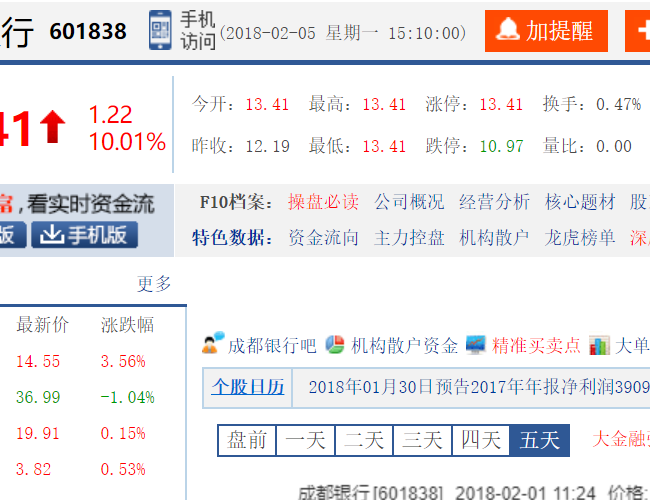 行 601838 手机访问 (2018-02-05 星期一 15:10:00) 加提醒
41 1.22
10.01%
今开: 13.41 最高: 13.41 涨停: 13.41 换手: 0.47%
昨收: 12.19 最低: 13.41 跌停: 10.97 量比: 0.00
富,看实时资金流
版 手机版
F10档案: 操盘必读 公司概况 经营分析 核心题材 股
特色数据: 资金流向 主力控盘 机构散户 龙虎榜单 深
更多
最新价 涨跌幅
14.55 3.56%
36.99 -1.04%
19.91 0.15%
3.82 0.53%
成都银行吧 机构散户资金 精准买卖点 大单
个股日历 2018年01月30日预告2017年年报净利润3909
盘前 一天 二天 三天 四天 五天 大金融
成都银行[601838] 2018-02-01 11:24 价格: